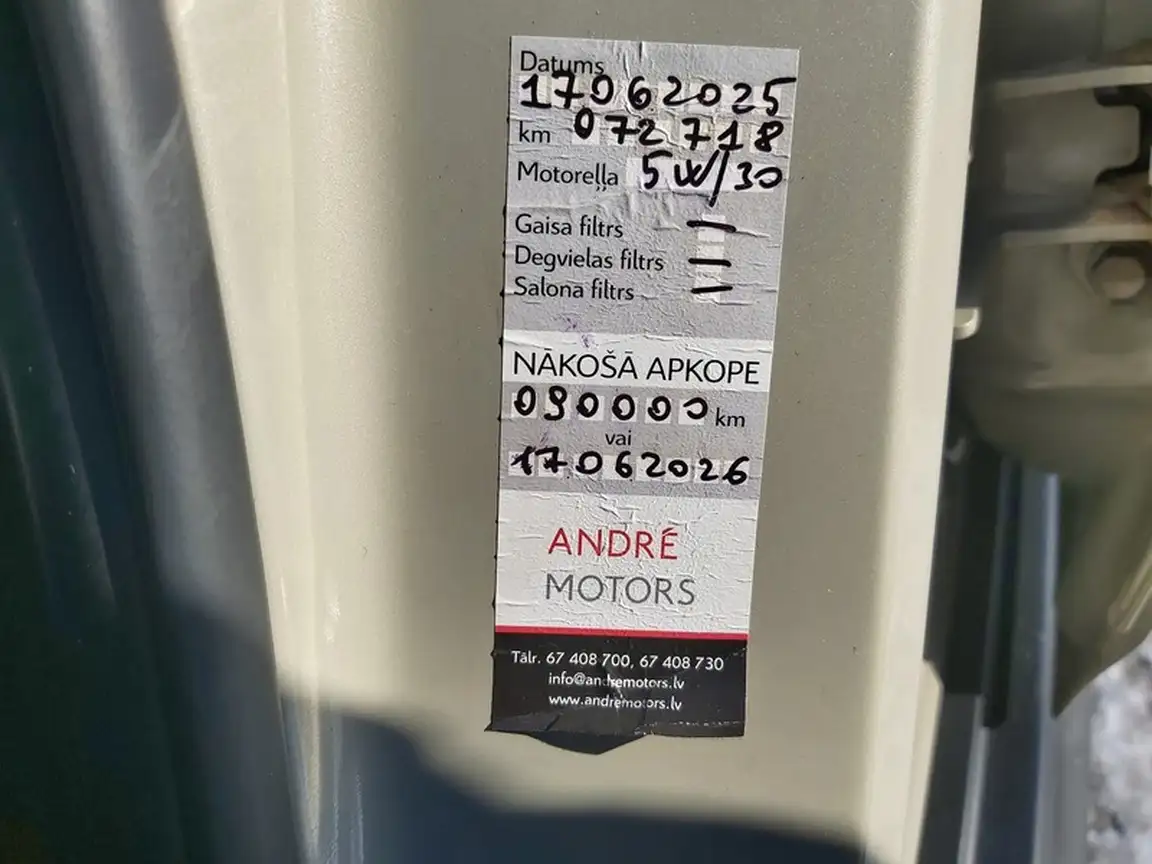 Datums
17062025
km 072718
Motoreļļa 5W/30
Gaisa filtrs –
Degvielas filtrs –
Salona filtrs –
NĀKOŠĀ APKOPE
090000 km
vai
17062026
ANDRÉ
MOTORS
Tālr. 67 408 700, 67 408 730
info@andremotors.lv
www.andremotors.lv